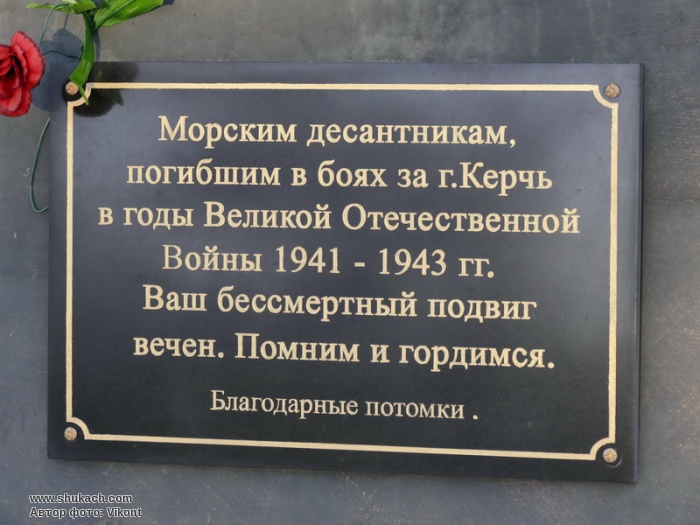 Морским десантникам,
погибшим в боях за г.Керчь
в годы Великой Отечественной
Войны 1941 - 1943 гг.
Ваш бессмертный подвиг
вечен. Помним и гордимся.
Благодарные потомки .
www.shukach.com
Автор фото: Vikont